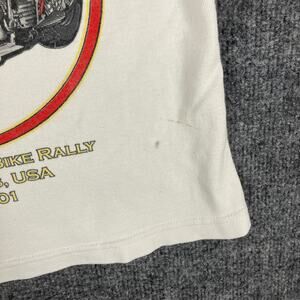 Bike Rally
, USA
01